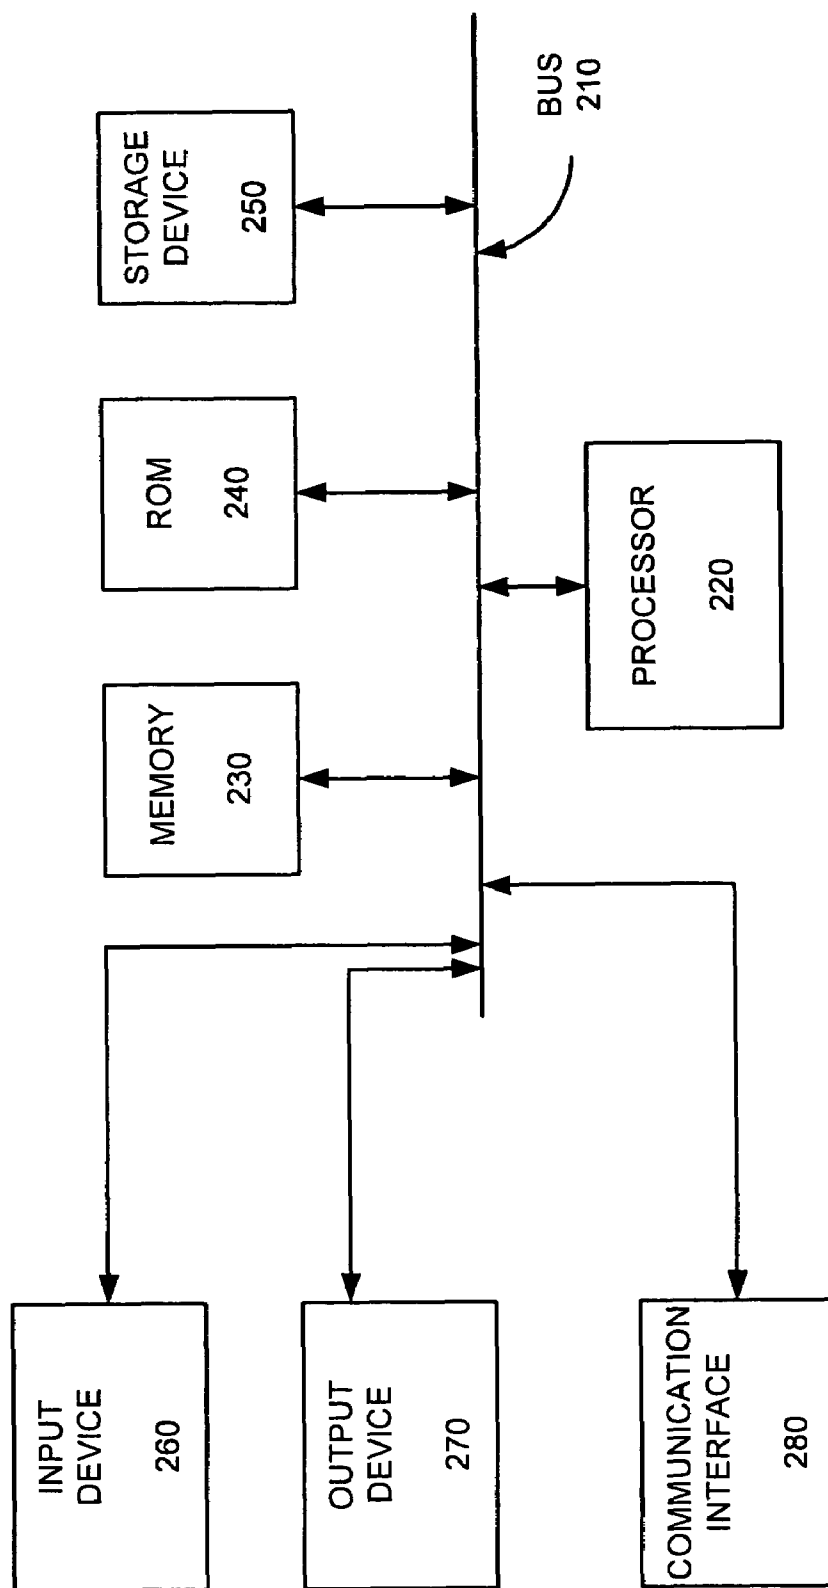 INPUT
DEVICE
260
OUTPUT
DEVICE
270
COMMUNICATION
INTERFACE
280
MEMORY
230
ROM
240
STORAGE
DEVICE
250
PROCESSOR
220
BUS
210